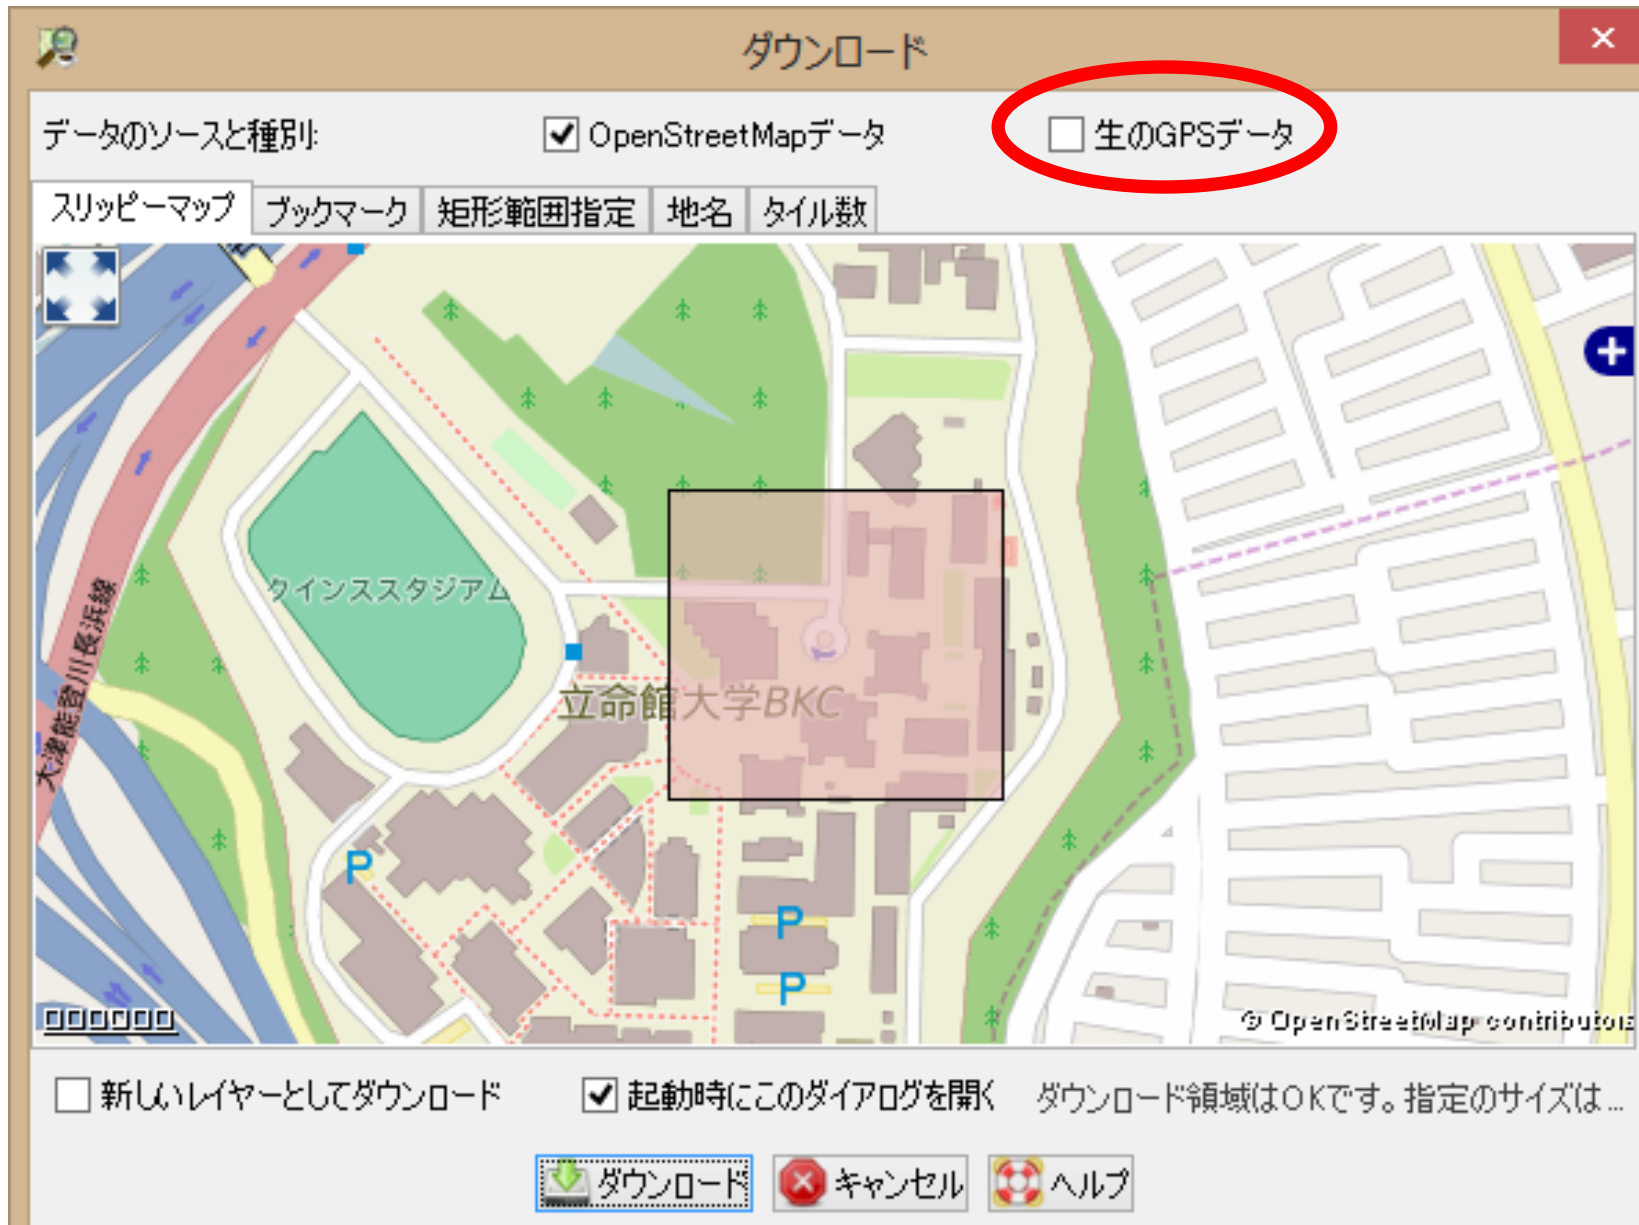 ダウンロード
データのソースと種別:
OpenStreetMapデータ
生のGPSデータ
スリッピーマップ
ブックマーク
矩形範囲指定
地名
タイル数
クインススタジアム
大津能登川長浜線
立命館大学BKC
P
P
P
© OpenStreetMap contributors
新しいレイヤーとしてダウンロード
起動時にこのダイアログを開く
ダウンロード領域はOKです。指定のサイズは...
ダウンロード
キャンセル
ヘルプ